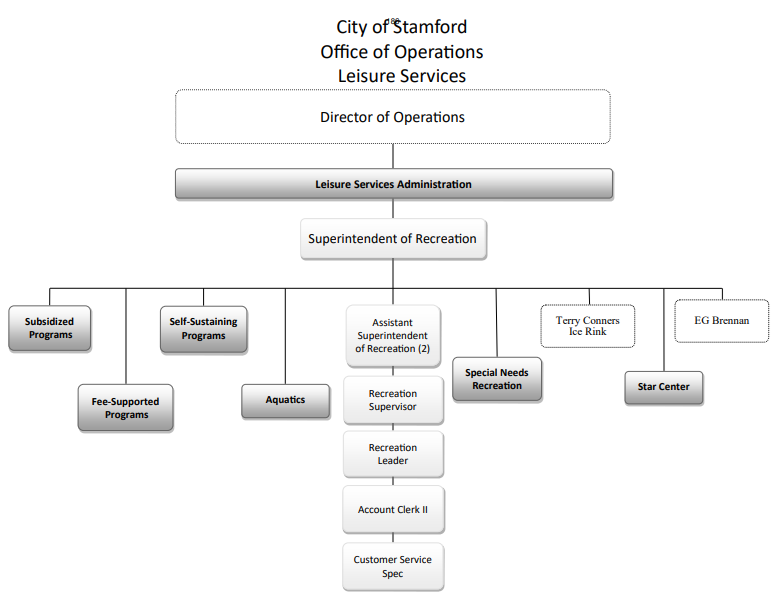 City of Stamford
Office of Operations
Leisure Services
Director of Operations
Leisure Services Administration
Superintendent of Recreation
Subsidized
Programs
Self-Sustaining
Programs
Assistant
Superintendent
of Recreation (2)
Terry Conners
Ice Rink
EG Brennan
Fee-Supported
Programs
Aquatics
Special Needs
Recreation
Star Center
Recreation
Supervisor
Recreation
Leader
Account Clerk II
Customer Service
Spec